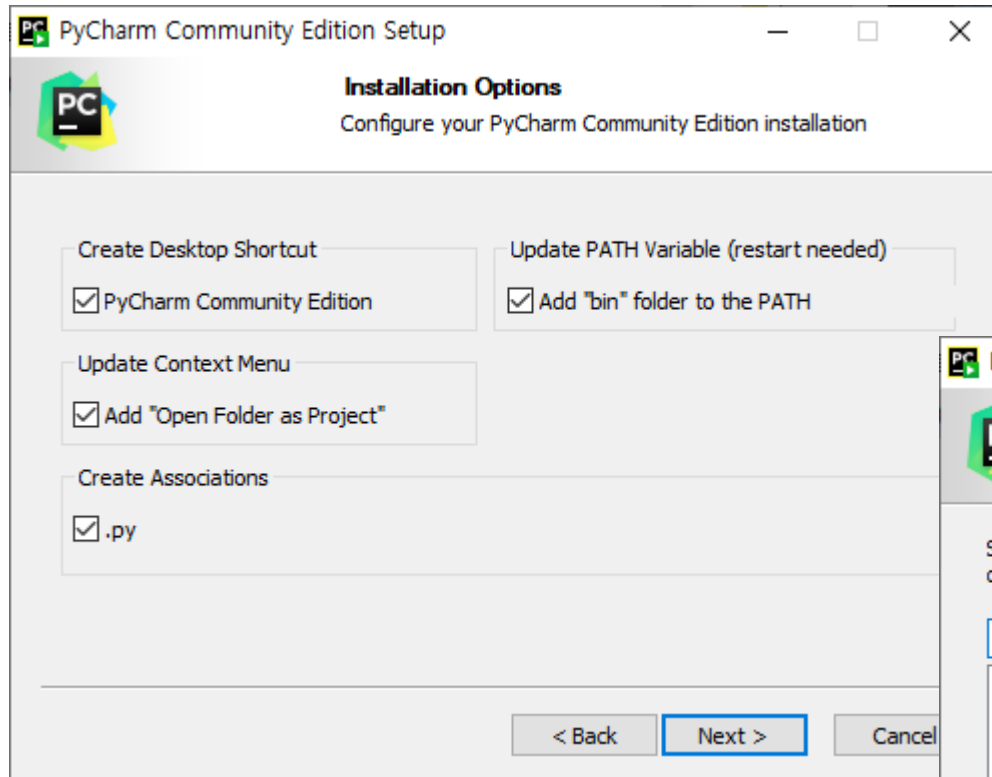 PyCharm Community Edition Setup
Installation Options
Configure your PyCharm Community Edition installation
Create Desktop Shortcut
PyCharm Community Edition
Update PATH Variable (restart needed)
Add "bin" folder to the PATH
Update Context Menu
Add "Open Folder as Project"
Create Associations
.py
< Back
Next >
Cancel